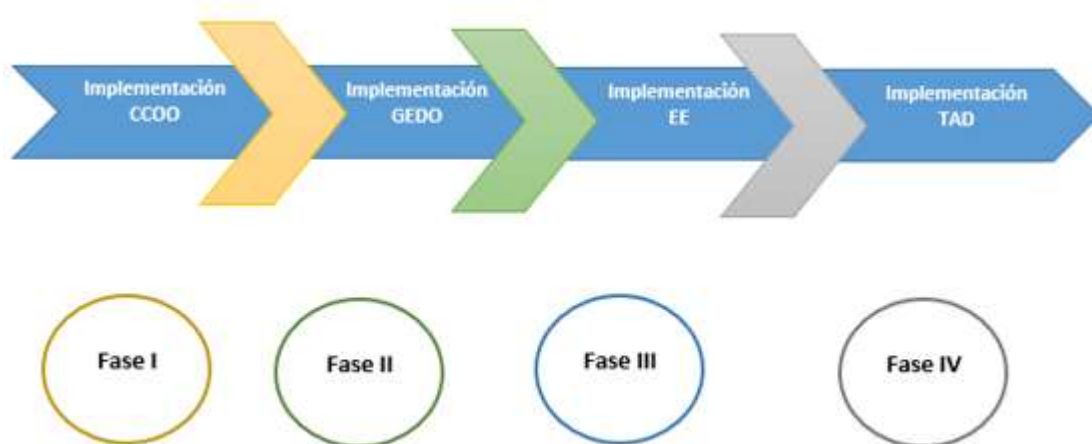 Implementación
CCOO
Implementación
GEDO
Implementación
EE
Implementación
TAD
Fase I
Fase II
Fase III
Fase IV